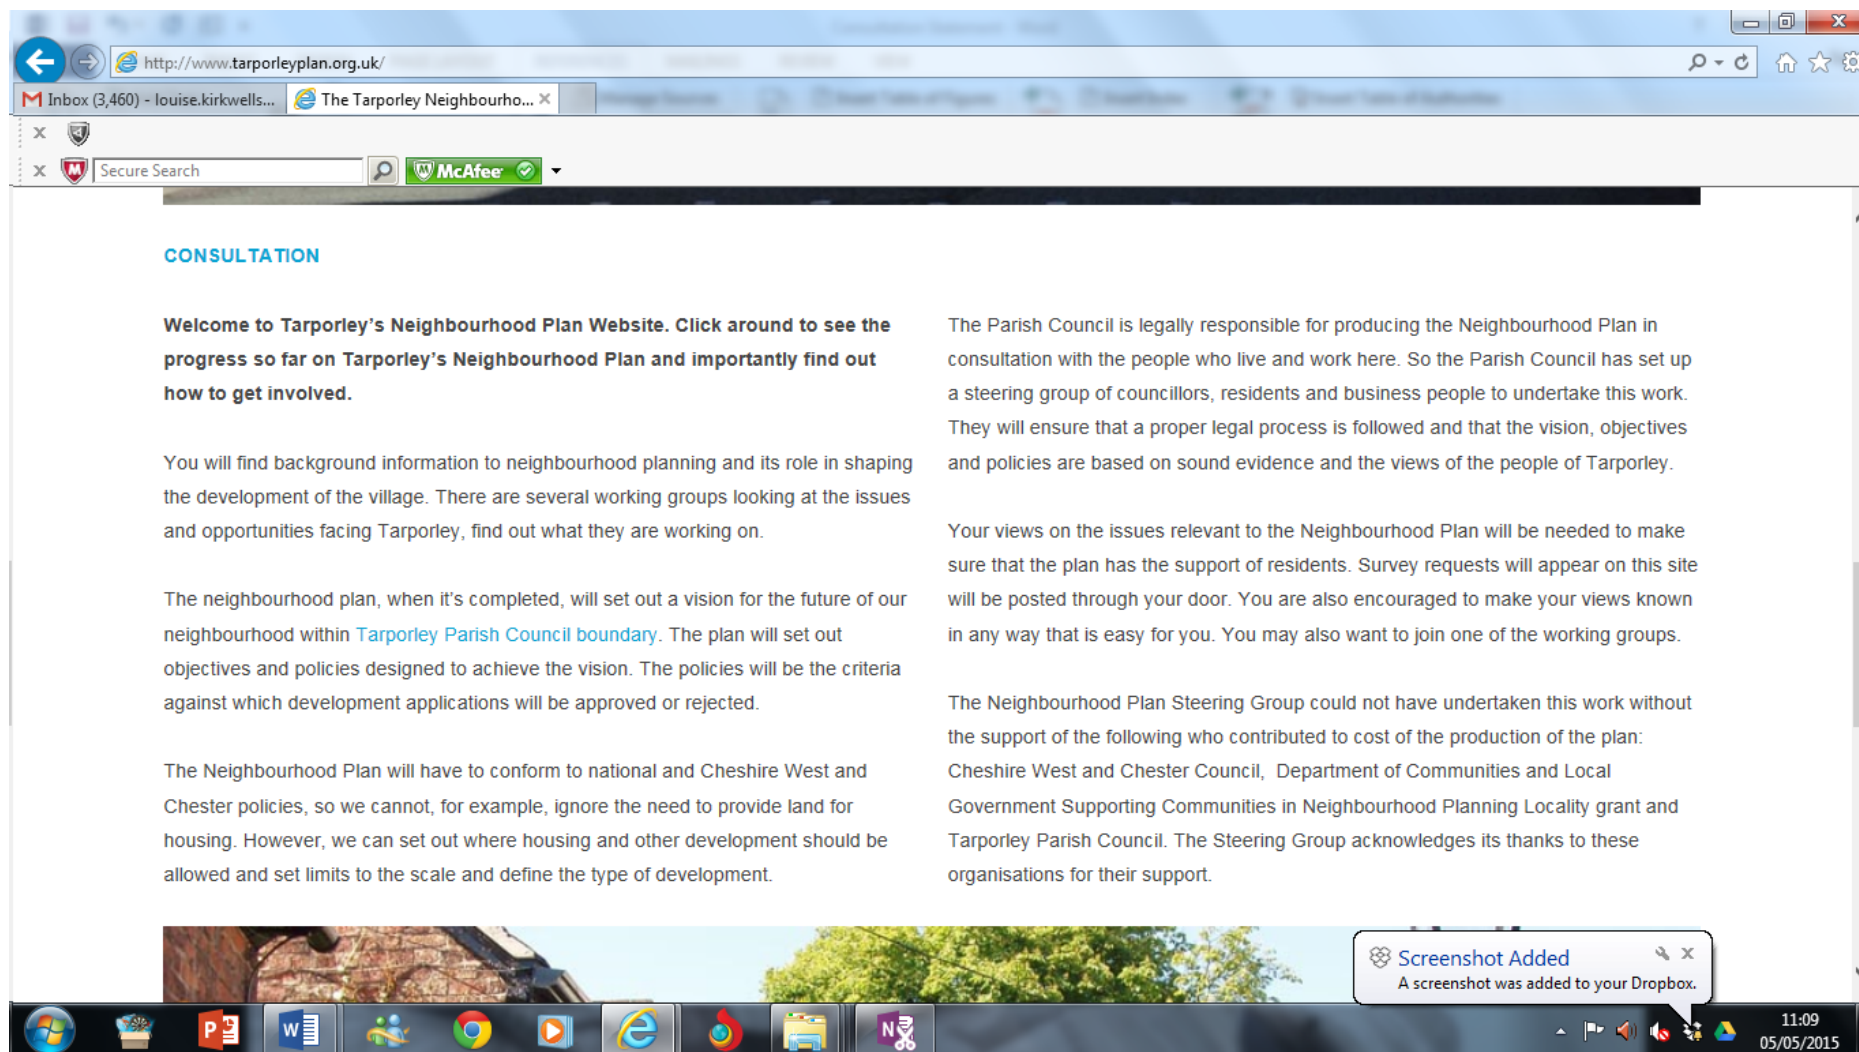 http://www.tarporleyplan.org.uk/
Inbox (3,460) - louise.kirkwells...
The Tarporley Neighbourho...
Secure Search
McAfee
CONSULTATION
Welcome to Tarporley’s Neighbourhood Plan Website. Click around to see the
progress so far on Tarporley’s Neighbourhood Plan and importantly find out
how to get involved.
You will find background information to neighbourhood planning and its role in shaping
the development of the village. There are several working groups looking at the issues
and opportunities facing Tarporley, find out what they are working on.
The neighbourhood plan, when it’s completed, will set out a vision for the future of our
neighbourhood within Tarporley Parish Council boundary. The plan will set out
objectives and policies designed to achieve the vision. The policies will be the criteria
against which development applications will be approved or rejected.
The Neighbourhood Plan will have to conform to national and Cheshire West and
Chester policies, so we cannot, for example, ignore the need to provide land for
housing. However, we can set out where housing and other development should be
allowed and set limits to the scale and define the type of development.
The Parish Council is legally responsible for producing the Neighbourhood Plan in
consultation with the people who live and work here. So the Parish Council has set up
a steering group of councillors, residents and business people to undertake this work.
They will ensure that a proper legal process is followed and that the vision, objectives
and policies are based on sound evidence and the views of the people of Tarporley.
Your views on the issues relevant to the Neighbourhood Plan will be needed to make
sure that the plan has the support of residents. Survey requests will appear on this site
will be posted through your door. You are also encouraged to make your views known
in any way that is easy for you. You may also want to join one of the working groups.
The Neighbourhood Plan Steering Group could not have undertaken this work without
the support of the following who contributed to cost of the production of the plan:
Cheshire West and Chester Council, Department of Communities and Local
Government Supporting Communities in Neighbourhood Planning Locality grant and
Tarporley Parish Council. The Steering Group acknowledges its thanks to these
organisations for their support.
Screenshot Added
A screenshot was added to your Dropbox.
11:09
05/05/2015